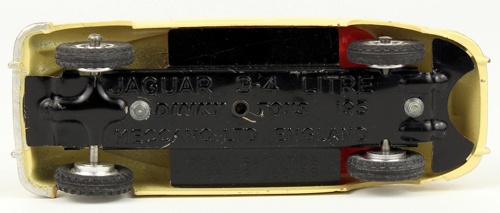 JAGUAR 3·4 LITRE
DINKY TOYS 195
MECCANO LTD ENGLAND